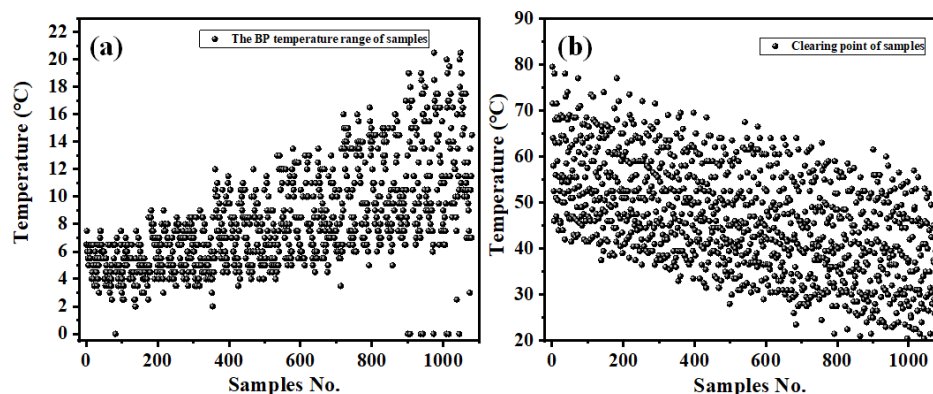 (a)
The BP temperature range of samples
Temperature (℃)
22
20
18
16
14
12
10
8
6
4
2
0
0 200 400 600 800 1000
Samples No.
(b)
Clearing point of samples
Temperature (℃)
90
80
70
60
50
40
30
20
0 200 400 600 800 1000
Samples No.